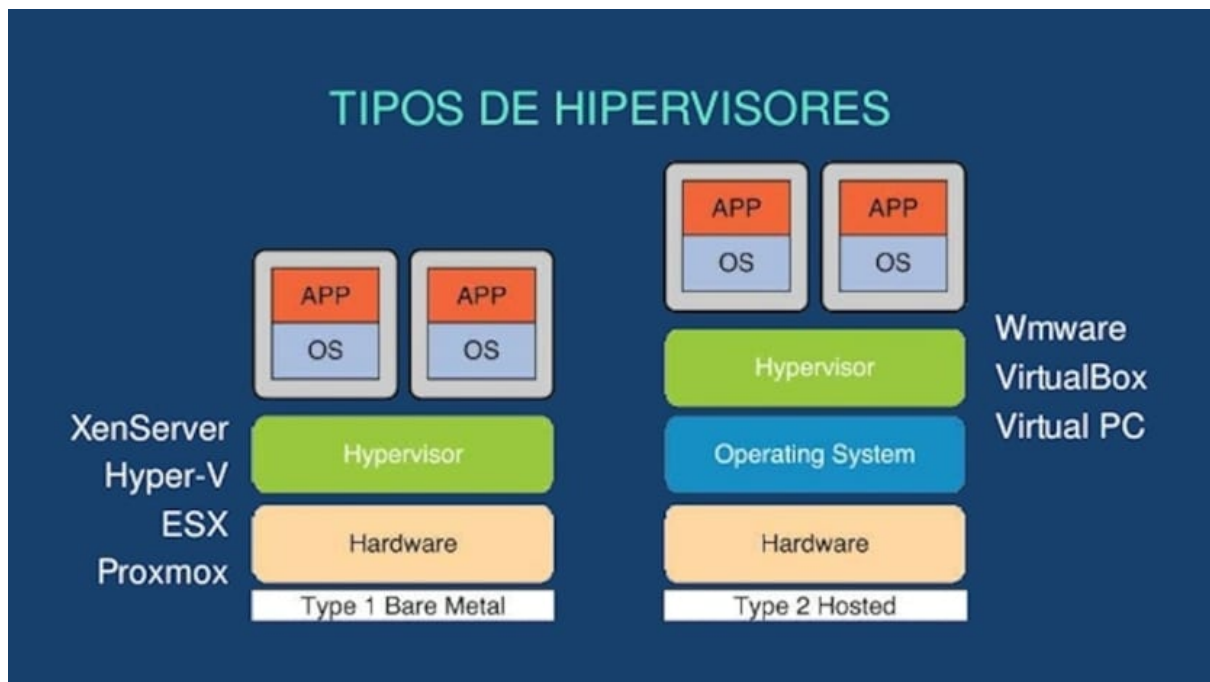 TIPOS DE HIPERVISORES
APP
OS
APP
OS
Hypervisor
Hardware
Type 1 Bare Metal
XenServer
Hyper-V
ESX
Proxmox
APP
OS
APP
OS
Hypervisor
Operating System
Hardware
Type 2 Hosted
Wmware
VirtualBox
Virtual PC